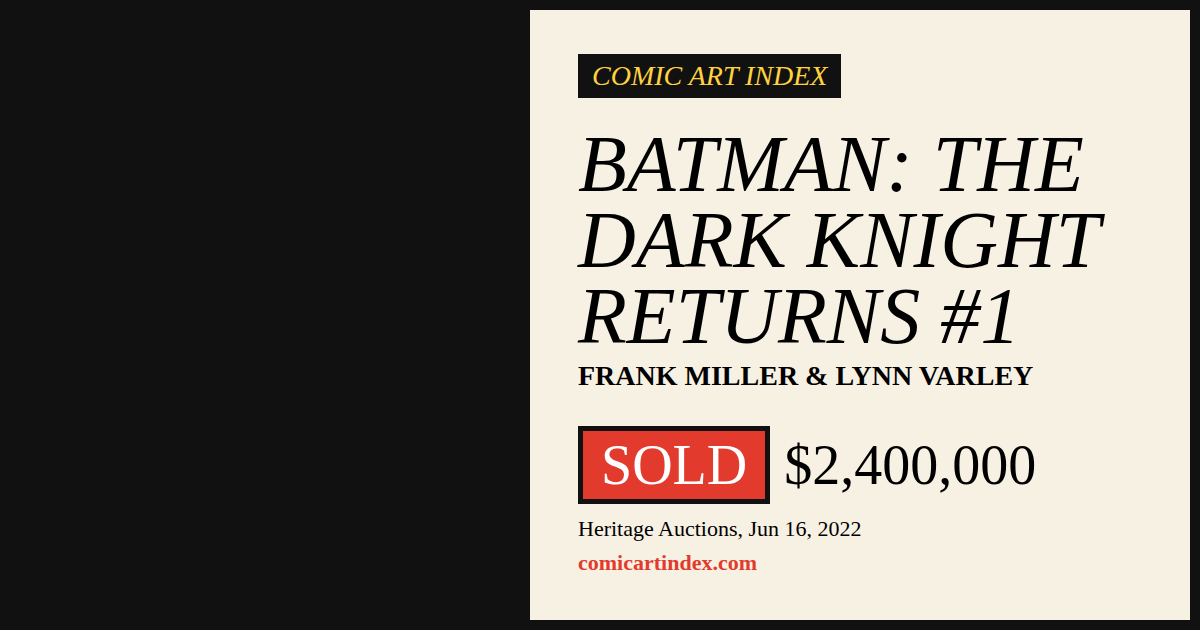 COMIC ART INDEX
BATMAN: THE
DARK KNIGHT
RETURNS #1
FRANK MILLER & LYNN VARLEY
SOLD $2,400,000
Heritage Auctions, Jun 16, 2022
comicartindex.com